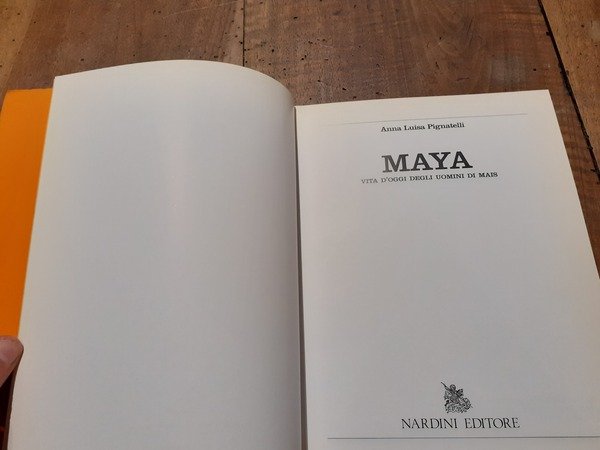 Anna Luisa Pignatelli
MAYA
VITA D'OGGI DEGLI UOMINI DI MAIS
NARDINI EDITORE